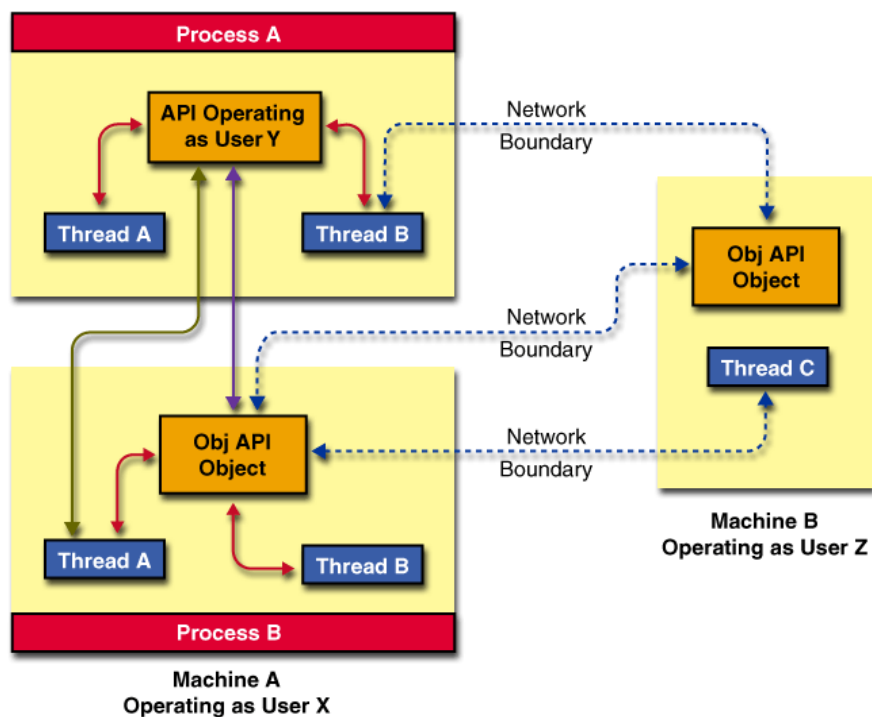 Process A
API Operating
as User Y
Thread A
Thread B
Network
Boundary
Obj API
Object
Thread C
Network
Boundary
Obj API
Object
Network
Boundary
Thread A
Thread B
Process B
Machine A
Operating as User X
Machine B
Operating as User Z